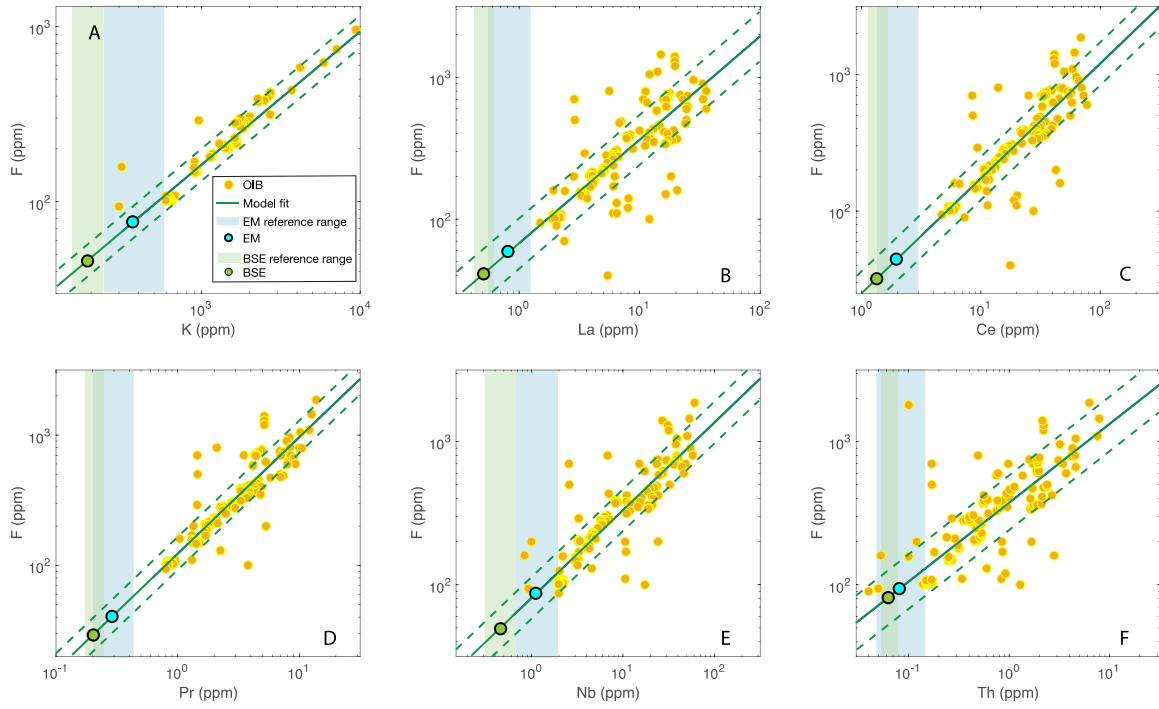 A
F (ppm)
10³
10²
10³
10⁴
K (ppm)
OIB
Model fit
EM reference range
EM
BSE reference range
BSE
B
F (ppm)
10³
10²
10⁰
10¹
10²
La (ppm)
C
F (ppm)
10³
10²
10⁰
10¹
10²
Ce (ppm)
D
F (ppm)
10³
10²
10⁻¹
10⁰
10¹
Pr (ppm)
E
F (ppm)
10³
10²
10⁰
10¹
10²
Nb (ppm)
F
F (ppm)
10³
10²
10⁻¹
10⁰
10¹
Th (ppm)